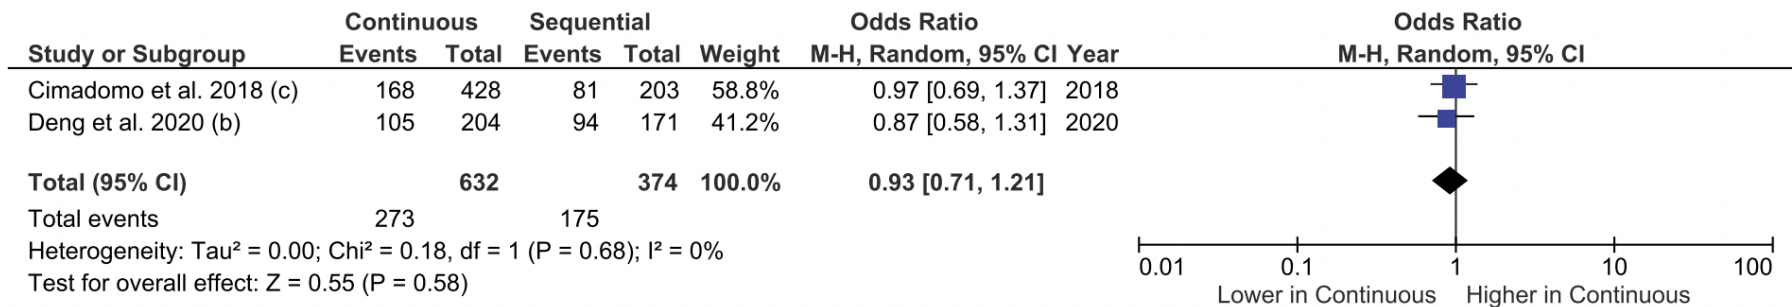 Continuous Sequential Odds Ratio Odds Ratio
Study or Subgroup Events Total Events Total Weight M-H, Random, 95% CI Year M-H, Random, 95% CI
Cimadomo et al. 2018 (c) 168 428 81 203 58.8% 0.97 [0.69, 1.37] 2018
Deng et al. 2020 (b) 105 204 94 171 41.2% 0.87 [0.58, 1.31] 2020
Total (95% CI) 632 374 100.0% 0.93 [0.71, 1.21]
Total events 273 175
Heterogeneity: Tau² = 0.00; Chi² = 0.18, df = 1 (P = 0.68); I² = 0%
Test for overall effect: Z = 0.55 (P = 0.58)
0.01 0.1 1 10 100
Lower in Continuous Higher in Continuous